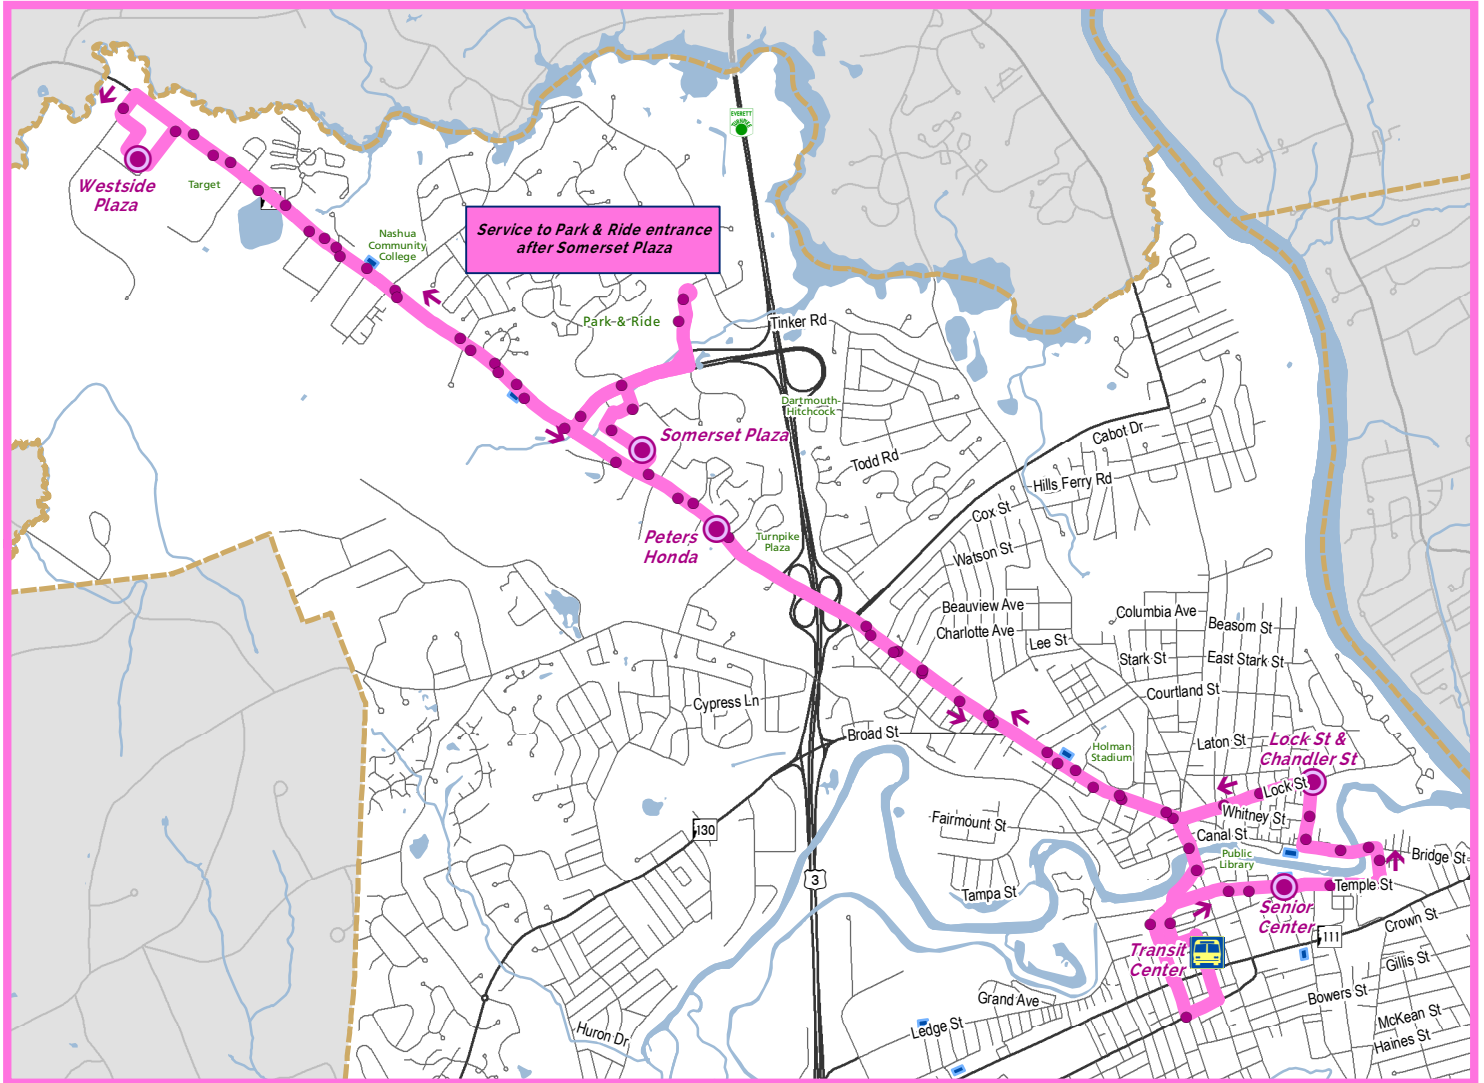 EVERETT
TURNPIKE
Westside
Plaza
Target
Nashua
Community
College
Service to Park & Ride entrance
after Somerset Plaza
Park & Ride
Tinker Rd
Dartmouth-
Hitchcock
Somerset Plaza
Todd Rd
Cabot Dr
Hills Ferry Rd
Cox St
Peters
Honda
Turnpike
Plaza
Watson St
Beauview Ave
Charlotte Ave
Lee St
Columbia Ave
Beasom St
Stark St
East Stark St
Courtland St
Cypress Ln
Broad St
Holman
Stadium
Laton St
Lock St &
Chandler St
Lock St
Whitney St
Canal St
Fairmount St
130
Public
Library
Bridge St
3
Tampa St
Temple St
Senior
Center
Crown St
111
Transit
Center
Gillis St
Grand Ave
Bowers St
Ledge St
McKean St
Huron Dr
Haines St